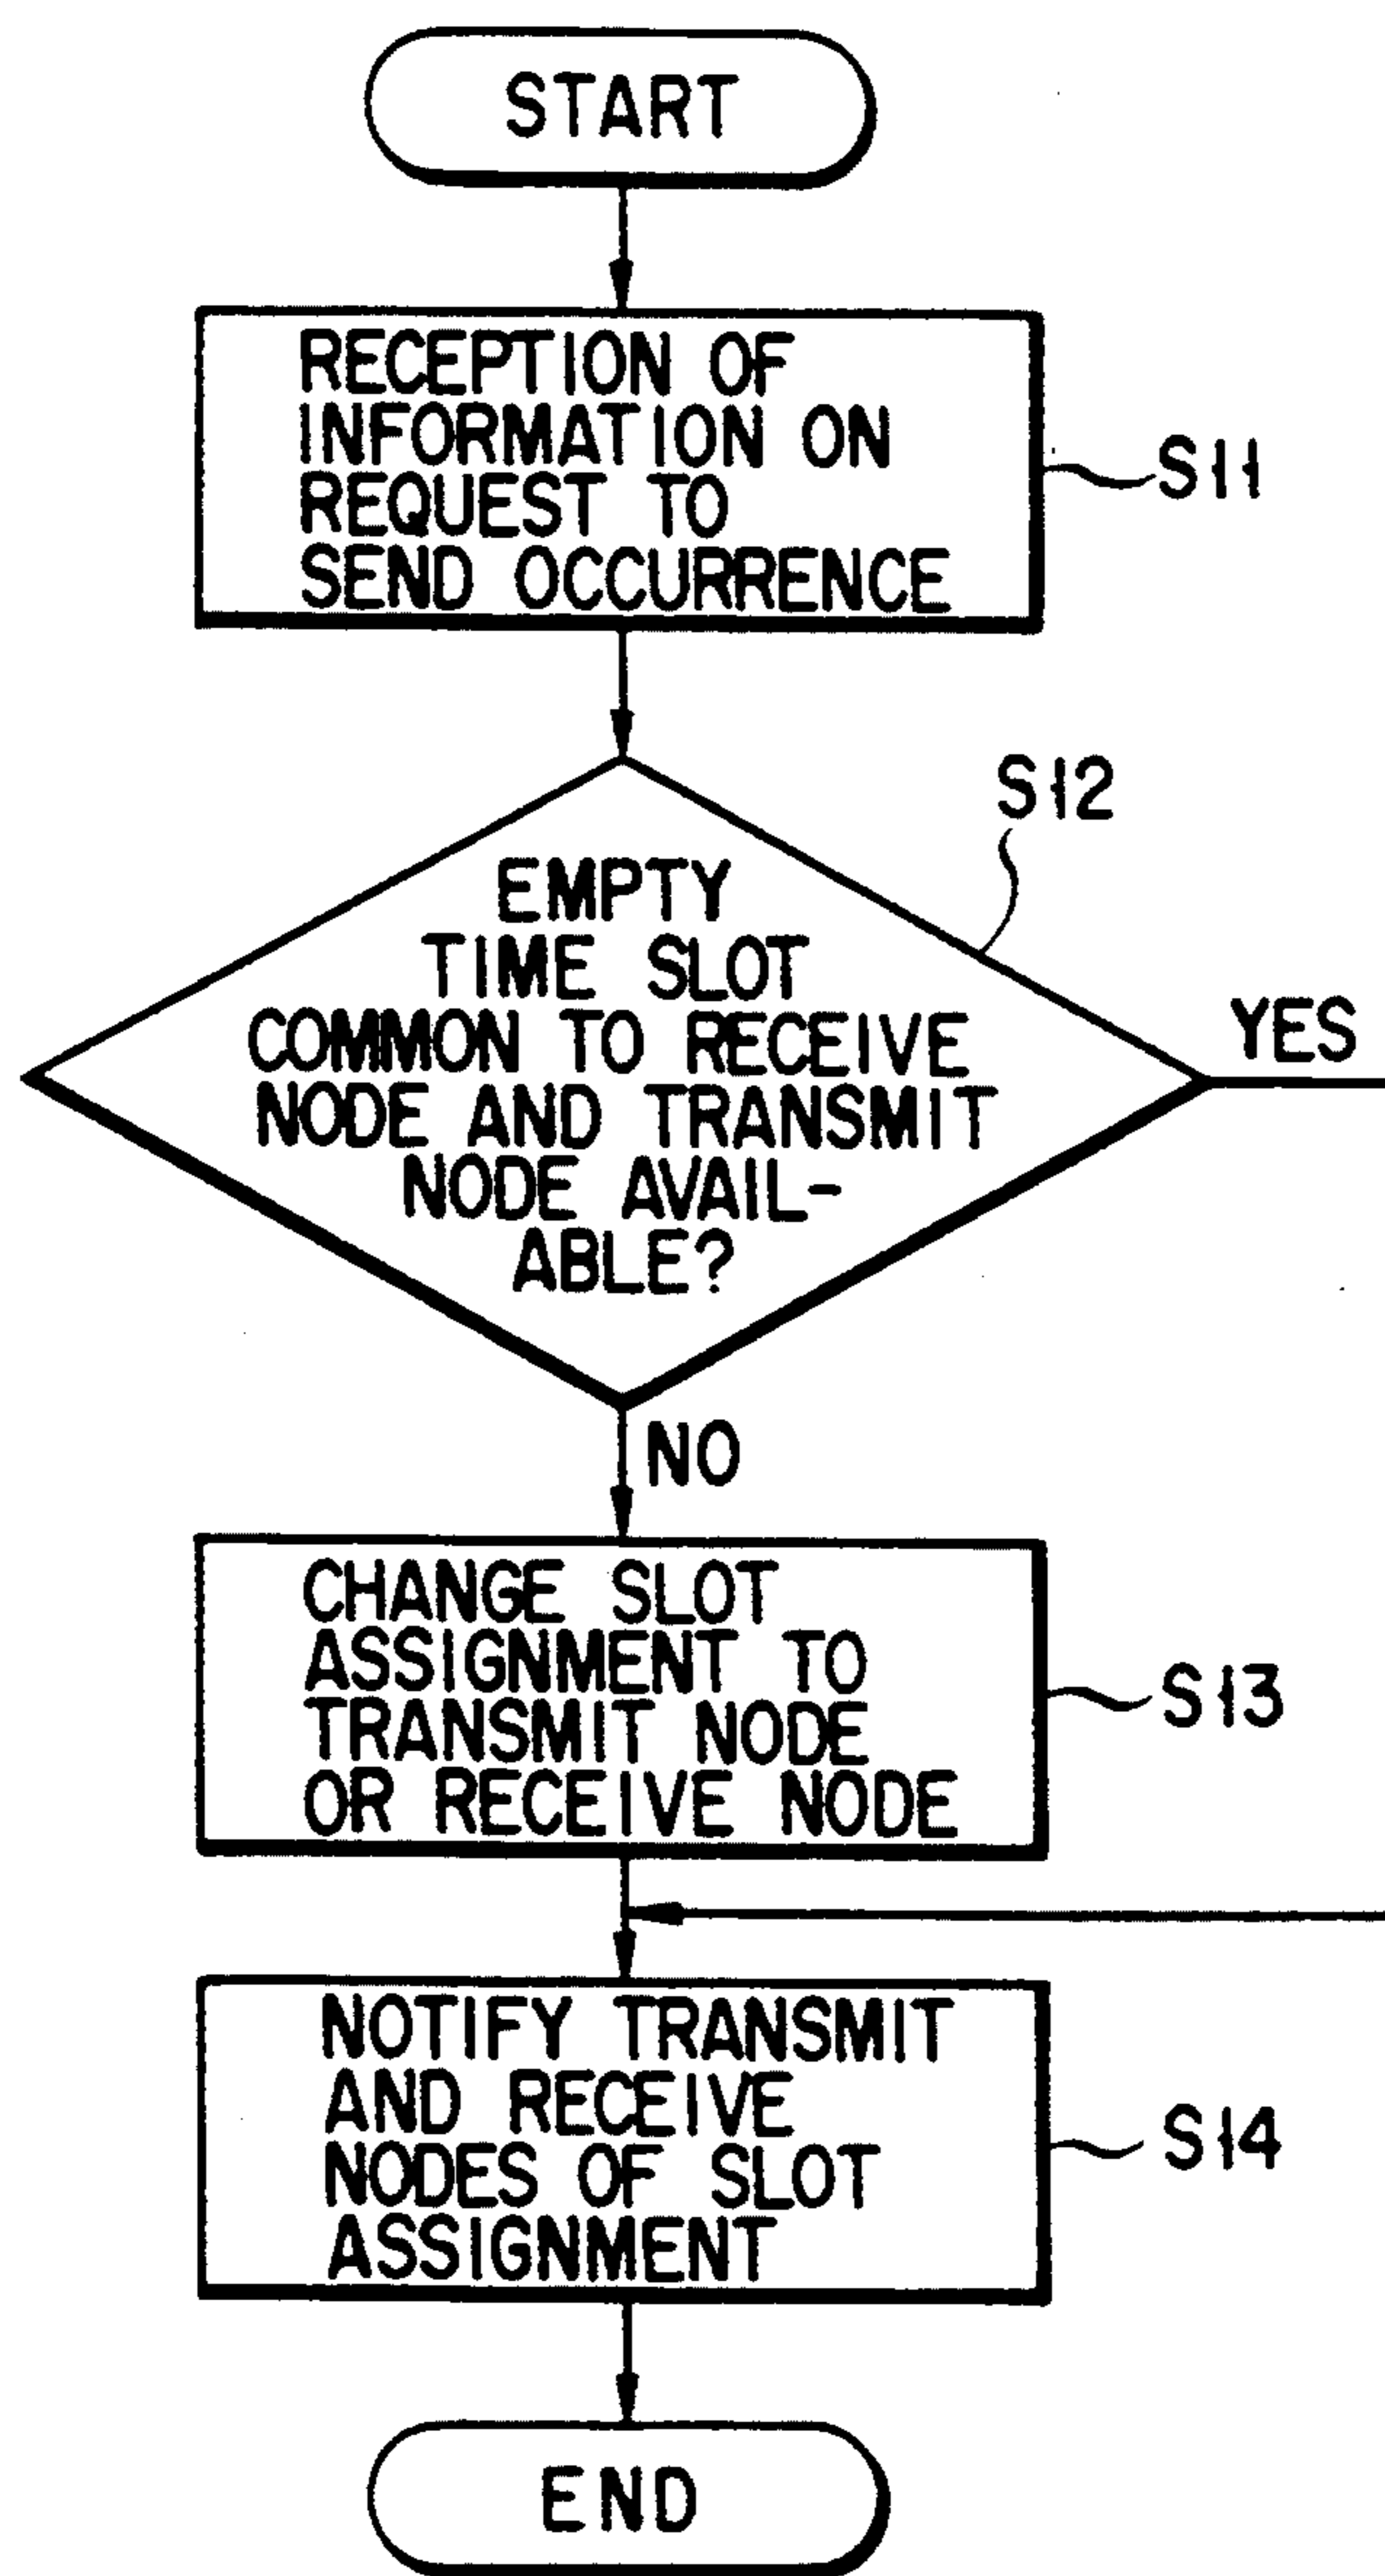 START
RECEPTION OF
INFORMATION ON
REQUEST TO
SEND OCCURRENCE
S11
S12
EMPTY
TIME SLOT
COMMON TO RECEIVE
NODE AND TRANSMIT
NODE AVAIL-
ABLE?
YES
NO
CHANGE SLOT
ASSIGNMENT TO
TRANSMIT NODE
OR RECEIVE NODE
S13
NOTIFY TRANSMIT
AND RECEIVE
NODES OF SLOT
ASSIGNMENT
S14
END